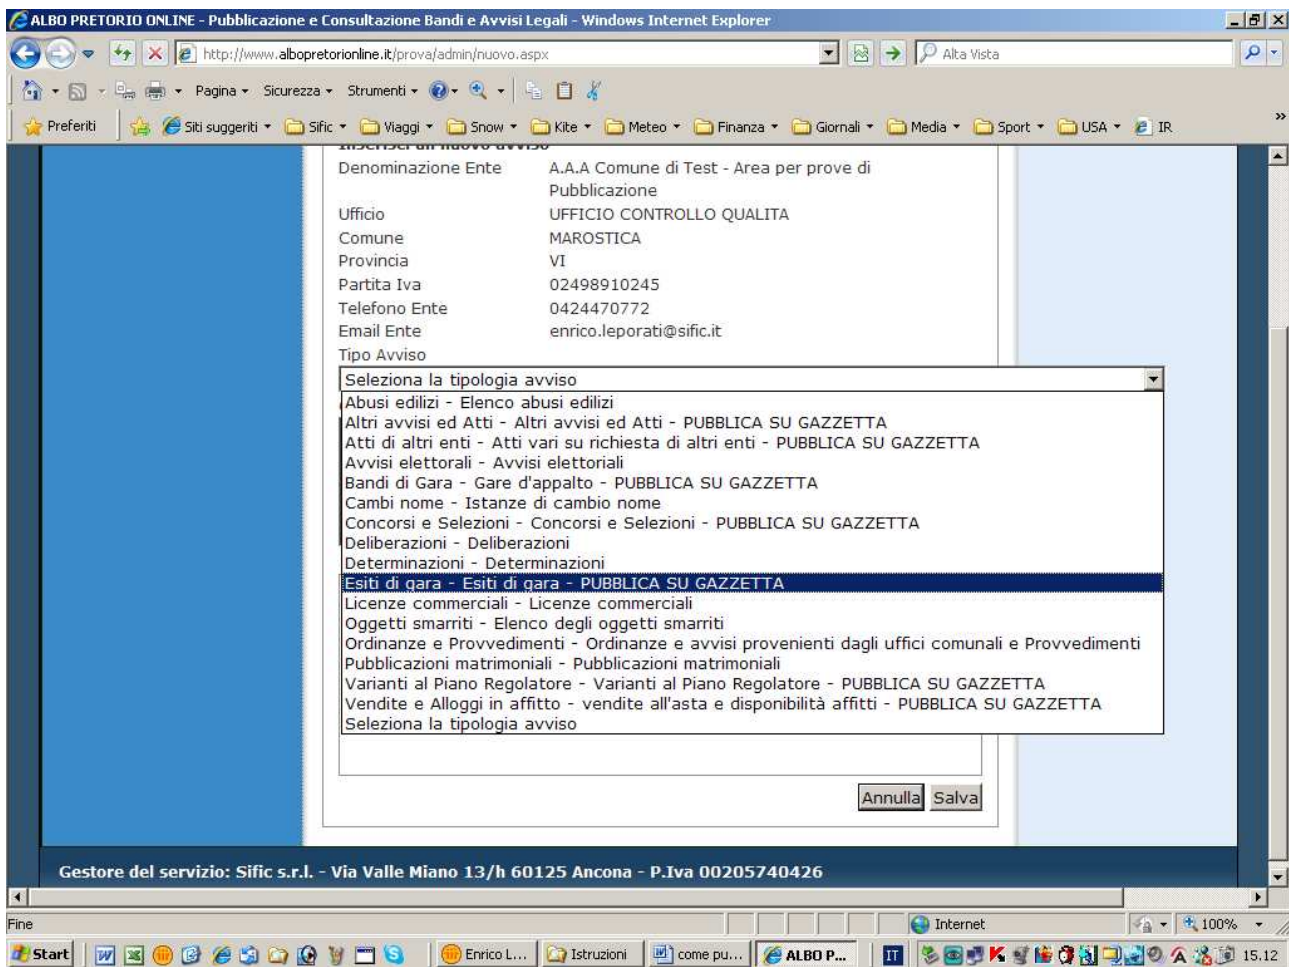 ALBO PRETORIO ONLINE - Pubblicazione e Consultazione Bandi e Avvisi Legali - Windows Internet Explorer
http://www.albopretorionline.it/prova/admin/nuovo.aspx
Alta Vista
Pagina Sicurezza Strumenti
Preferiti Siti suggeriti Sific Viaggi Snow Kite Meteo Finanza Giornali Media Sport USA IR »
Inserisci un nuovo avviso
Denominazione Ente A.A.A Comune di Test - Area per prove di
Pubblicazione
Ufficio UFFICIO CONTROLLO QUALITA
Comune MAROSTICA
Provincia VI
Partita Iva 02498910245
Telefono Ente 0424470772
Email Ente enrico.leporati@sific.it
Tipo Avviso
Seleziona la tipologia avviso
Abusi edilizi - Elenco abusi edilizi
Altri avvisi ed Atti - Altri avvisi ed Atti - PUBBLICA SU GAZZETTA
Atti di altri enti - Atti vari su richiesta di altri enti - PUBBLICA SU GAZZETTA
Avvisi elettorali - Avvisi elettoriali
Bandi di Gara - Gare d'appalto - PUBBLICA SU GAZZETTA
Cambi nome - Istanze di cambio nome
Concorsi e Selezioni - Concorsi e Selezioni - PUBBLICA SU GAZZETTA
Deliberazioni - Deliberazioni
Determinazioni - Determinazioni
Esiti di gara - Esiti di gara - PUBBLICA SU GAZZETTA
Licenze commerciali - Licenze commerciali
Oggetti smarriti - Elenco degli oggetti smarriti
Ordinanze e Provvedimenti - Ordinanze e avvisi provenienti dagli uffici comunali e Provvedimenti
Pubblicazioni matrimoniali - Pubblicazioni matrimoniali
Varianti al Piano Regolatore - Varianti al Piano Regolatore - PUBBLICA SU GAZZETTA
Vendite e Alloggi in affitto - vendite all'asta e disponibilità affitti - PUBBLICA SU GAZZETTA
Seleziona la tipologia avviso
Annulla Salva
Gestore del servizio: Sific s.r.l. - Via Valle Miano 13/h 60125 Ancona - P.Iva 00205740426
Fine Internet 100%
Start Enrico L... Istruzioni come pu... ALBO P... IT 15.12